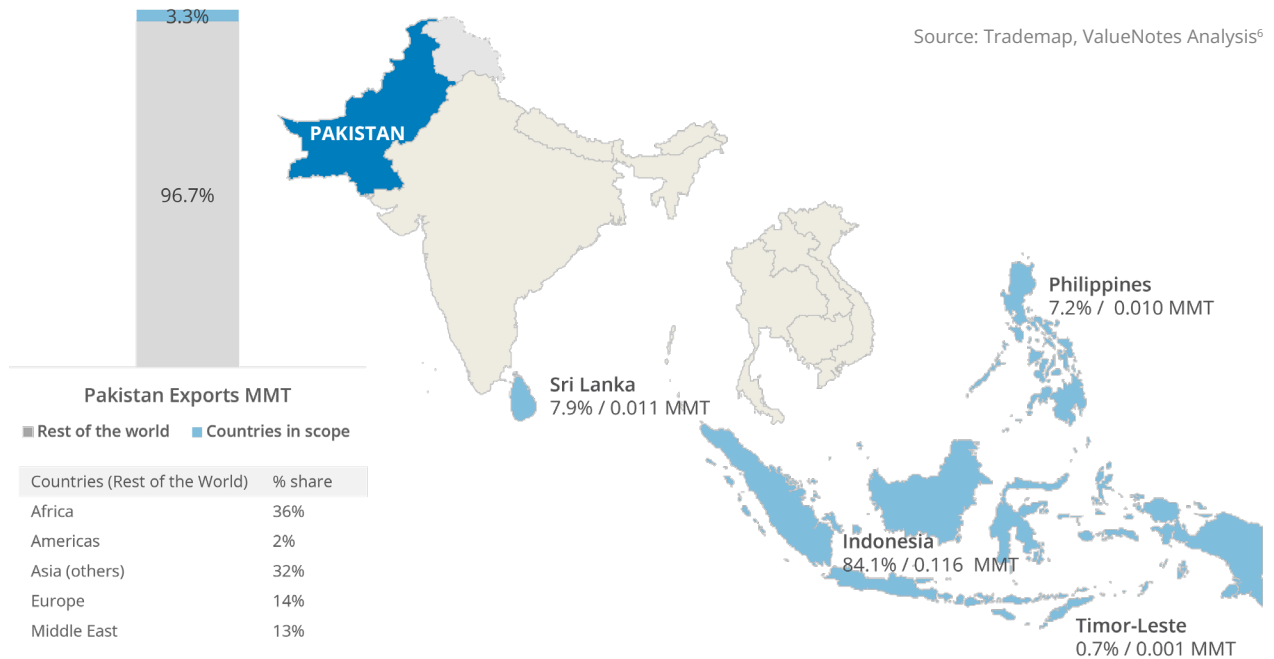 3.3%
96.7%
Pakistan Exports MMT
Rest of the world
Countries in scope
Countries (Rest of the World) % share
Africa 36%
Americas 2%
Asia (others) 32%
Europe 14%
Middle East 13%
Source: Trademap, ValueNotes Analysis⁶
PAKISTAN
Sri Lanka
7.9% / 0.011 MMT
Philippines
7.2% / 0.010 MMT
Indonesia
84.1% / 0.116 MMT
Timor-Leste
0.7% / 0.001 MMT